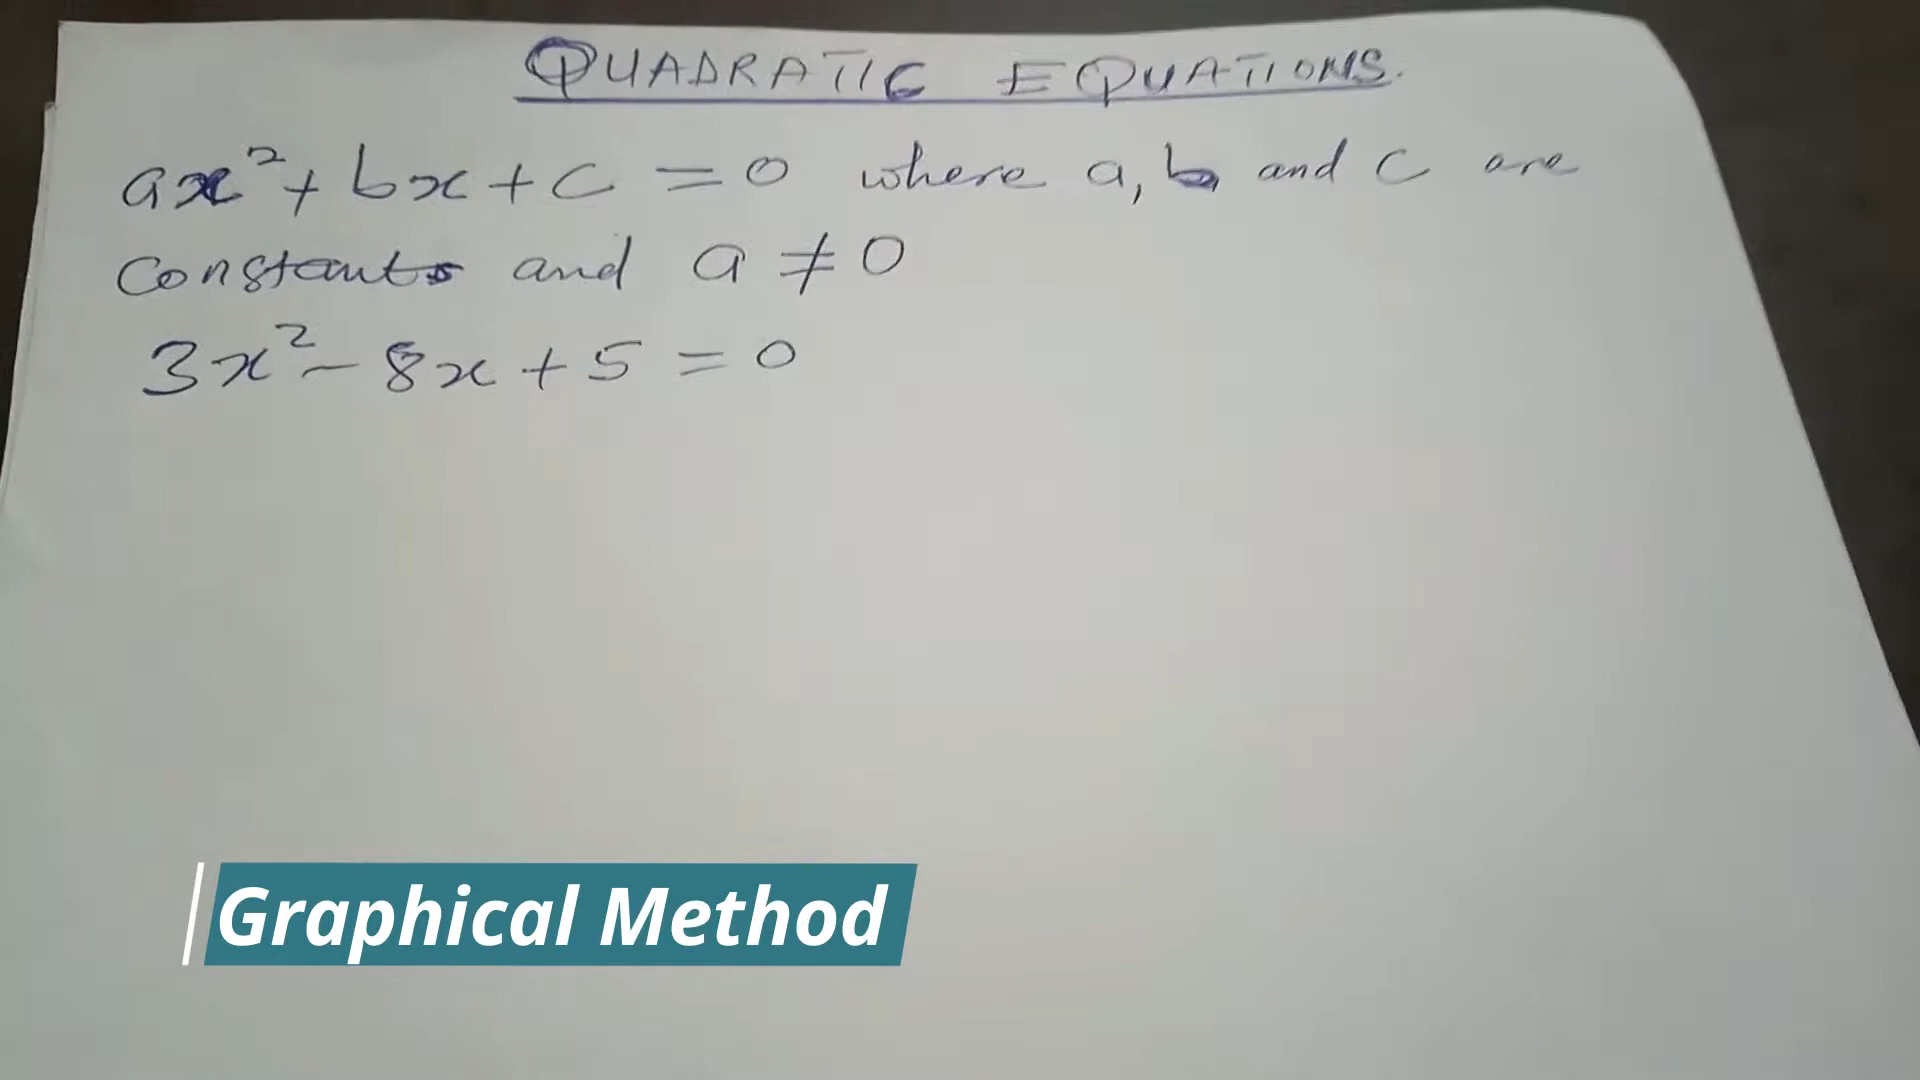 QUADRATIC EQUATIONS.
ax²+bx+c=0 where a, b, and c are
constants and a ≠ 0
3x²-8x+5=0
Graphical Method